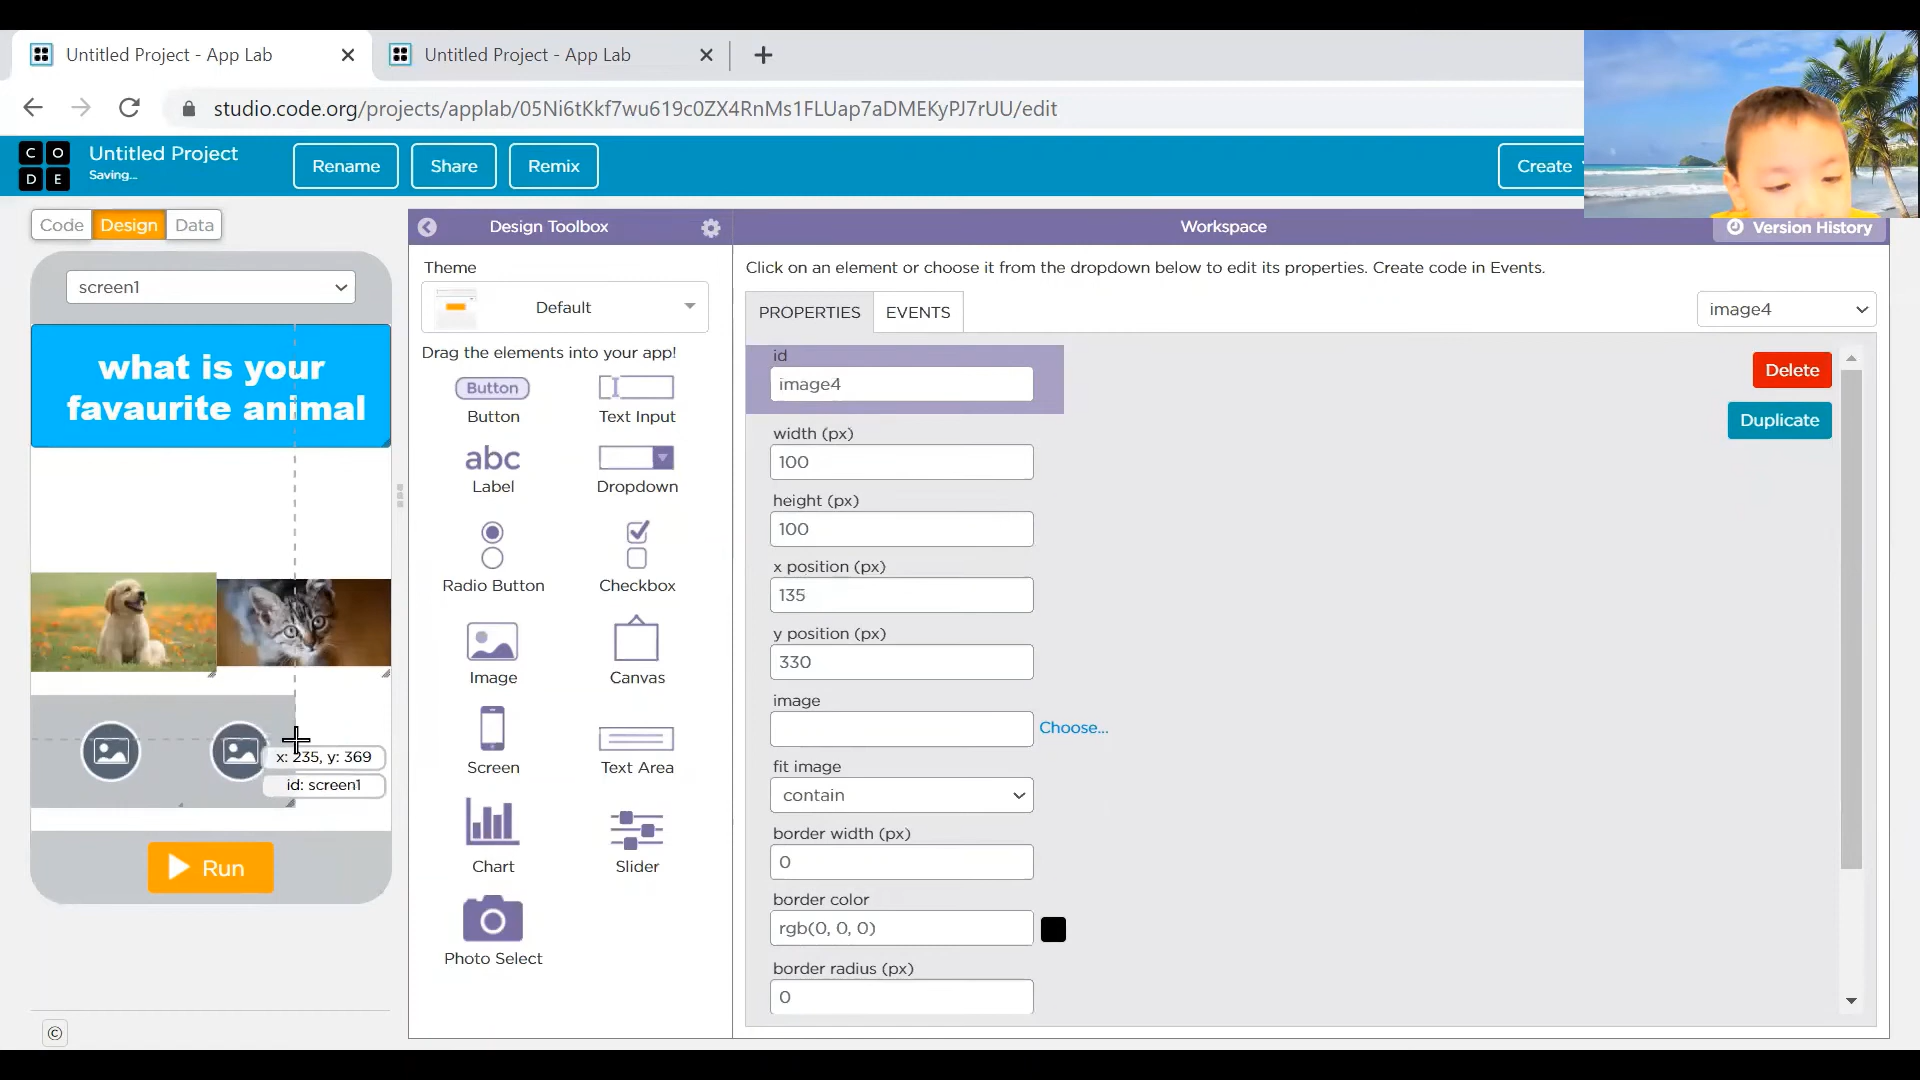 Untitled Project - App Lab
Untitled Project - App Lab
studio.code.org/projects/applab/05Ni6tKkf7wu619c0ZX4RnMs1FLUap7aDMEKyPJ7rUU/edit
C O
D E
Untitled Project
Saving...
Rename
Share
Remix
Create
Code
Design
Data
Design Toolbox
Workspace
Version History
screen1
Theme
Default
Click on an element or choose it from the dropdown below to edit its properties. Create code in Events.
PROPERTIES
EVENTS
image4
what is your
favaurite animal
Drag the elements into your app!
Button
Button
Text Input
abc
Label
Dropdown
Radio Button
Checkbox
Image
Canvas
Screen
Text Area
Chart
Slider
Photo Select
id
image4
Delete
Duplicate
width (px)
100
height (px)
100
x position (px)
135
y position (px)
330
image
Choose...
fit image
contain
border width (px)
0
border color
rgb(0, 0, 0)
border radius (px)
0
x: 235, y: 369
id: screen1
Run
©